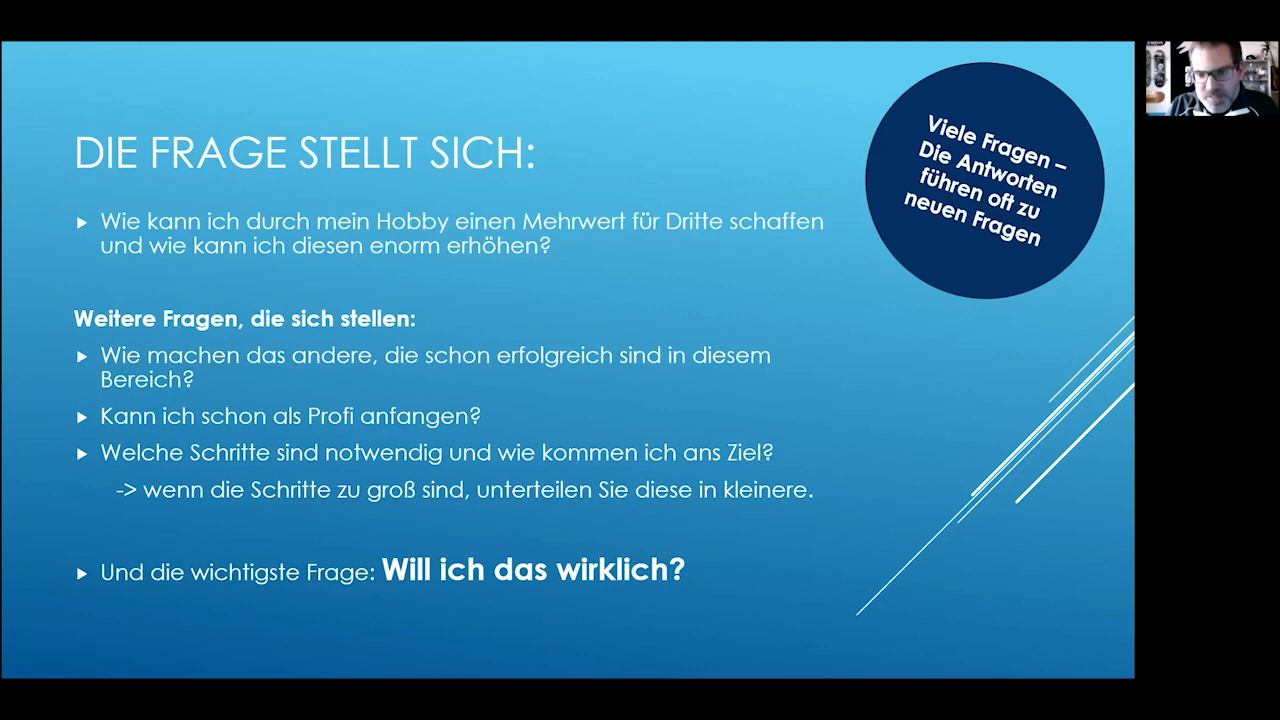 DIE FRAGE STELLT SICH:
Wie kann ich durch mein Hobby einen Mehrwert für Dritte schaffen
und wie kann ich diesen enorm erhöhen?
Weitere Fragen, die sich stellen:
Wie machen das andere, die schon erfolgreich sind in diesem
Bereich?
Kann ich schon als Profi anfangen?
Welche Schritte sind notwendig und wie kommen ich ans Ziel?
-> wenn die Schritte zu groß sind, unterteilen Sie diese in kleinere.
Und die wichtigste Frage: Will ich das wirklich?
Viele Fragen –
Die Antworten
führen oft zu
neuen Fragen